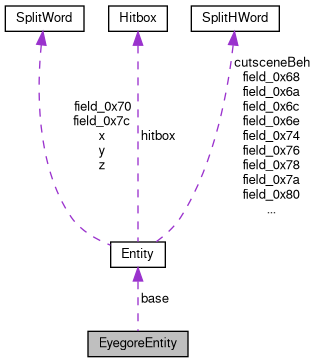 SplitWord
Hitbox
SplitHWord
cutsceneBeh
field_0x68
field_0x6a
field_0x6c
field_0x6e
field_0x74
field_0x76
field_0x78
field_0x7a
field_0x80
...
field_0x70
field_0x7c
x
y
z
hitbox
Entity
base
EyegoreEntity